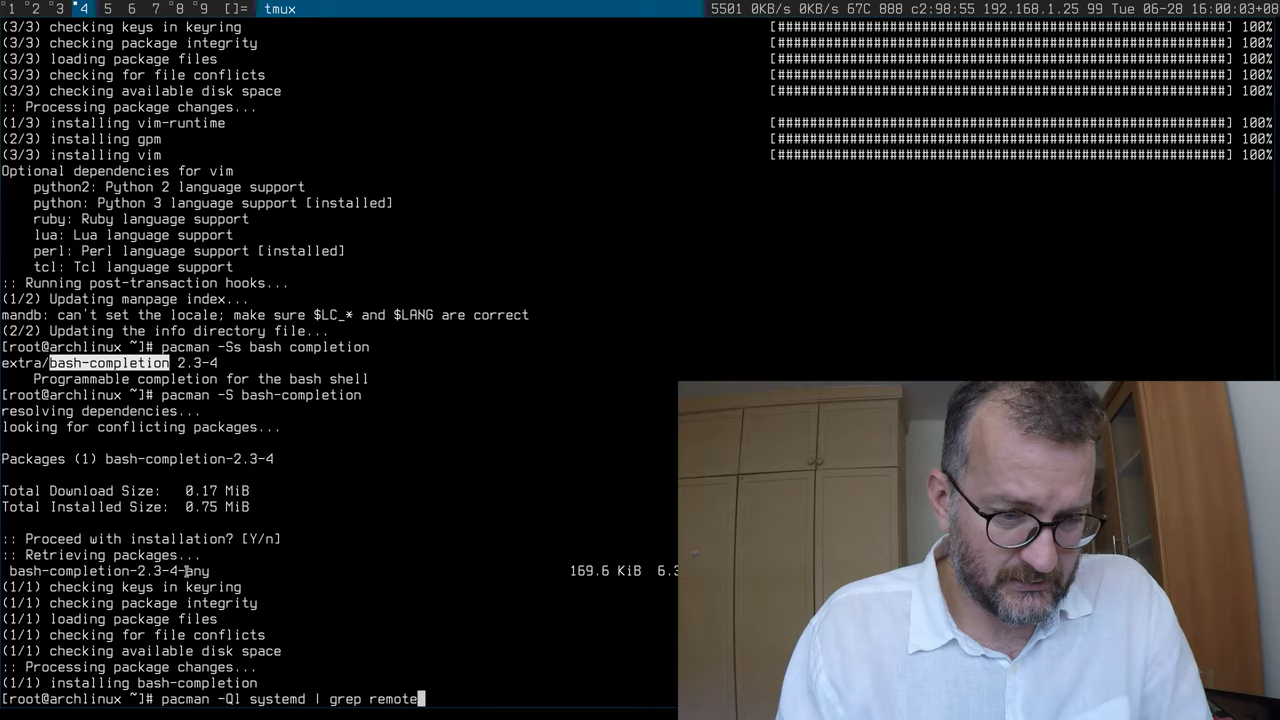 1 2 3 4 5 6 7 8 9 []= tmux 5501 0KB/s 0KB/s 67C 888 c2:98:55 192.168.1.25 99 Tue 06-28 16:00:03+08
(3/3) checking keys in keyring [######################################################] 100%
(3/3) checking package integrity [######################################################] 100%
(3/3) loading package files [######################################################] 100%
(3/3) checking for file conflicts [######################################################] 100%
(3/3) checking available disk space [######################################################] 100%
:: Processing package changes...
(1/3) installing vim-runtime [######################################################] 100%
(2/3) installing gpm [######################################################] 100%
(3/3) installing vim [######################################################] 100%
Optional dependencies for vim
python2: Python 2 language support
python: Python 3 language support [installed]
ruby: Ruby language support
lua: Lua language support
perl: Perl language support [installed]
tcl: Tcl language support
:: Running post-transaction hooks...
(1/2) Updating manpage index...
mandb: can't set the locale; make sure $LC_* and $LANG are correct
(2/2) Updating the info directory file...
[root@archlinux ~]# pacman -Ss bash completion
extra/bash-completion 2.3-4
Programmable completion for the bash shell
[root@archlinux ~]# pacman -S bash-completion
resolving dependencies...
looking for conflicting packages...
Packages (1) bash-completion-2.3-4
Total Download Size: 0.17 MiB
Total Installed Size: 0.75 MiB
:: Proceed with installation? [Y/n]
:: Retrieving packages...
bash-completion-2.3-4-any 169.6 KiB 6.3
(1/1) checking keys in keyring
(1/1) checking package integrity
(1/1) loading package files
(1/1) checking for file conflicts
(1/1) checking available disk space
:: Processing package changes...
(1/1) installing bash-completion
[root@archlinux ~]# pacman -Ql systemd | grep remote